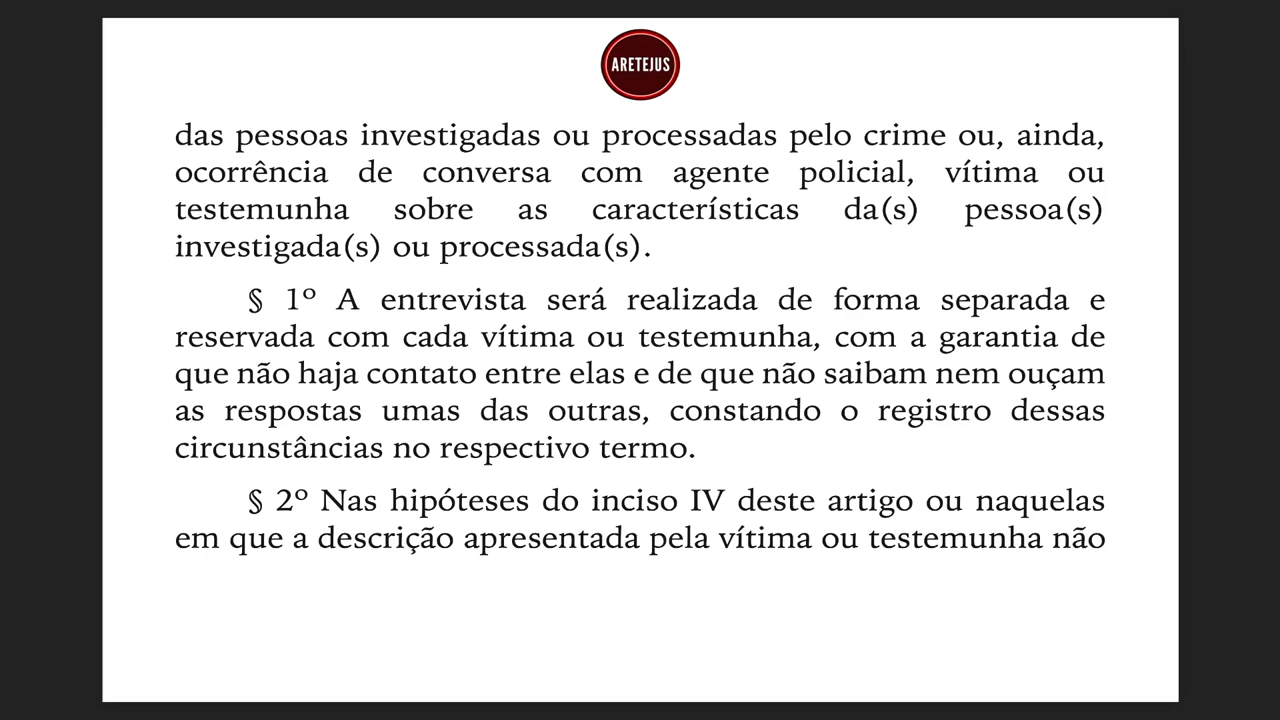 ARETEJUS
das pessoas investigadas ou processadas pelo crime ou, ainda,
ocorrência de conversa com agente policial, vítima ou
testemunha sobre as características da(s) pessoa(s)
investigada(s) ou processada(s).
§ 1º A entrevista será realizada de forma separada e
reservada com cada vítima ou testemunha, com a garantia de
que não haja contato entre elas e de que não saibam nem ouçam
as respostas umas das outras, constando o registro dessas
circunstâncias no respectivo termo.
§ 2º Nas hipóteses do inciso IV deste artigo ou naquelas
em que a descrição apresentada pela vítima ou testemunha não